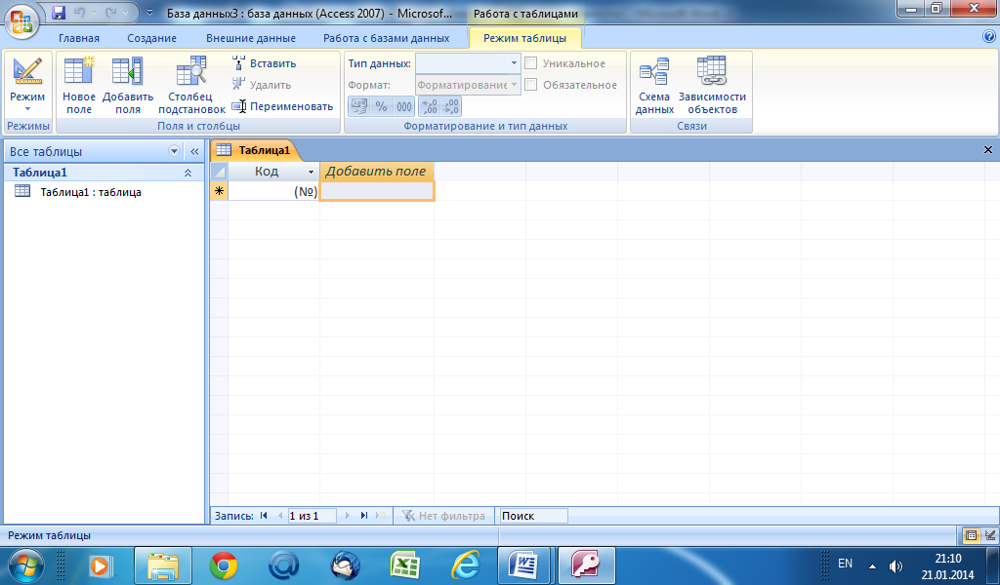 База данных3 : база данных (Access 2007) - Microsof... Работа с таблицами
Главная Создание Внешние данные Работа с базами данных Режим таблицы
Режим
Режимы
Новое поле
Добавить поля
Столбец подстановок
Вставить
Удалить
Переименовать
Поля и столбцы
Тип данных:
Формат: Форматирование
% 000 ,00 ,00
Уникальное
Обязательное
Форматирование и тип данных
Схема данных
Зависимости объектов
Связи
Все таблицы
Таблица1
Таблица1 : таблица
Таблица1
Код Добавить поле
(№)
Запись: 1 из 1 Нет фильтра Поиск
Режим таблицы
EN
21:10
21.01.2014